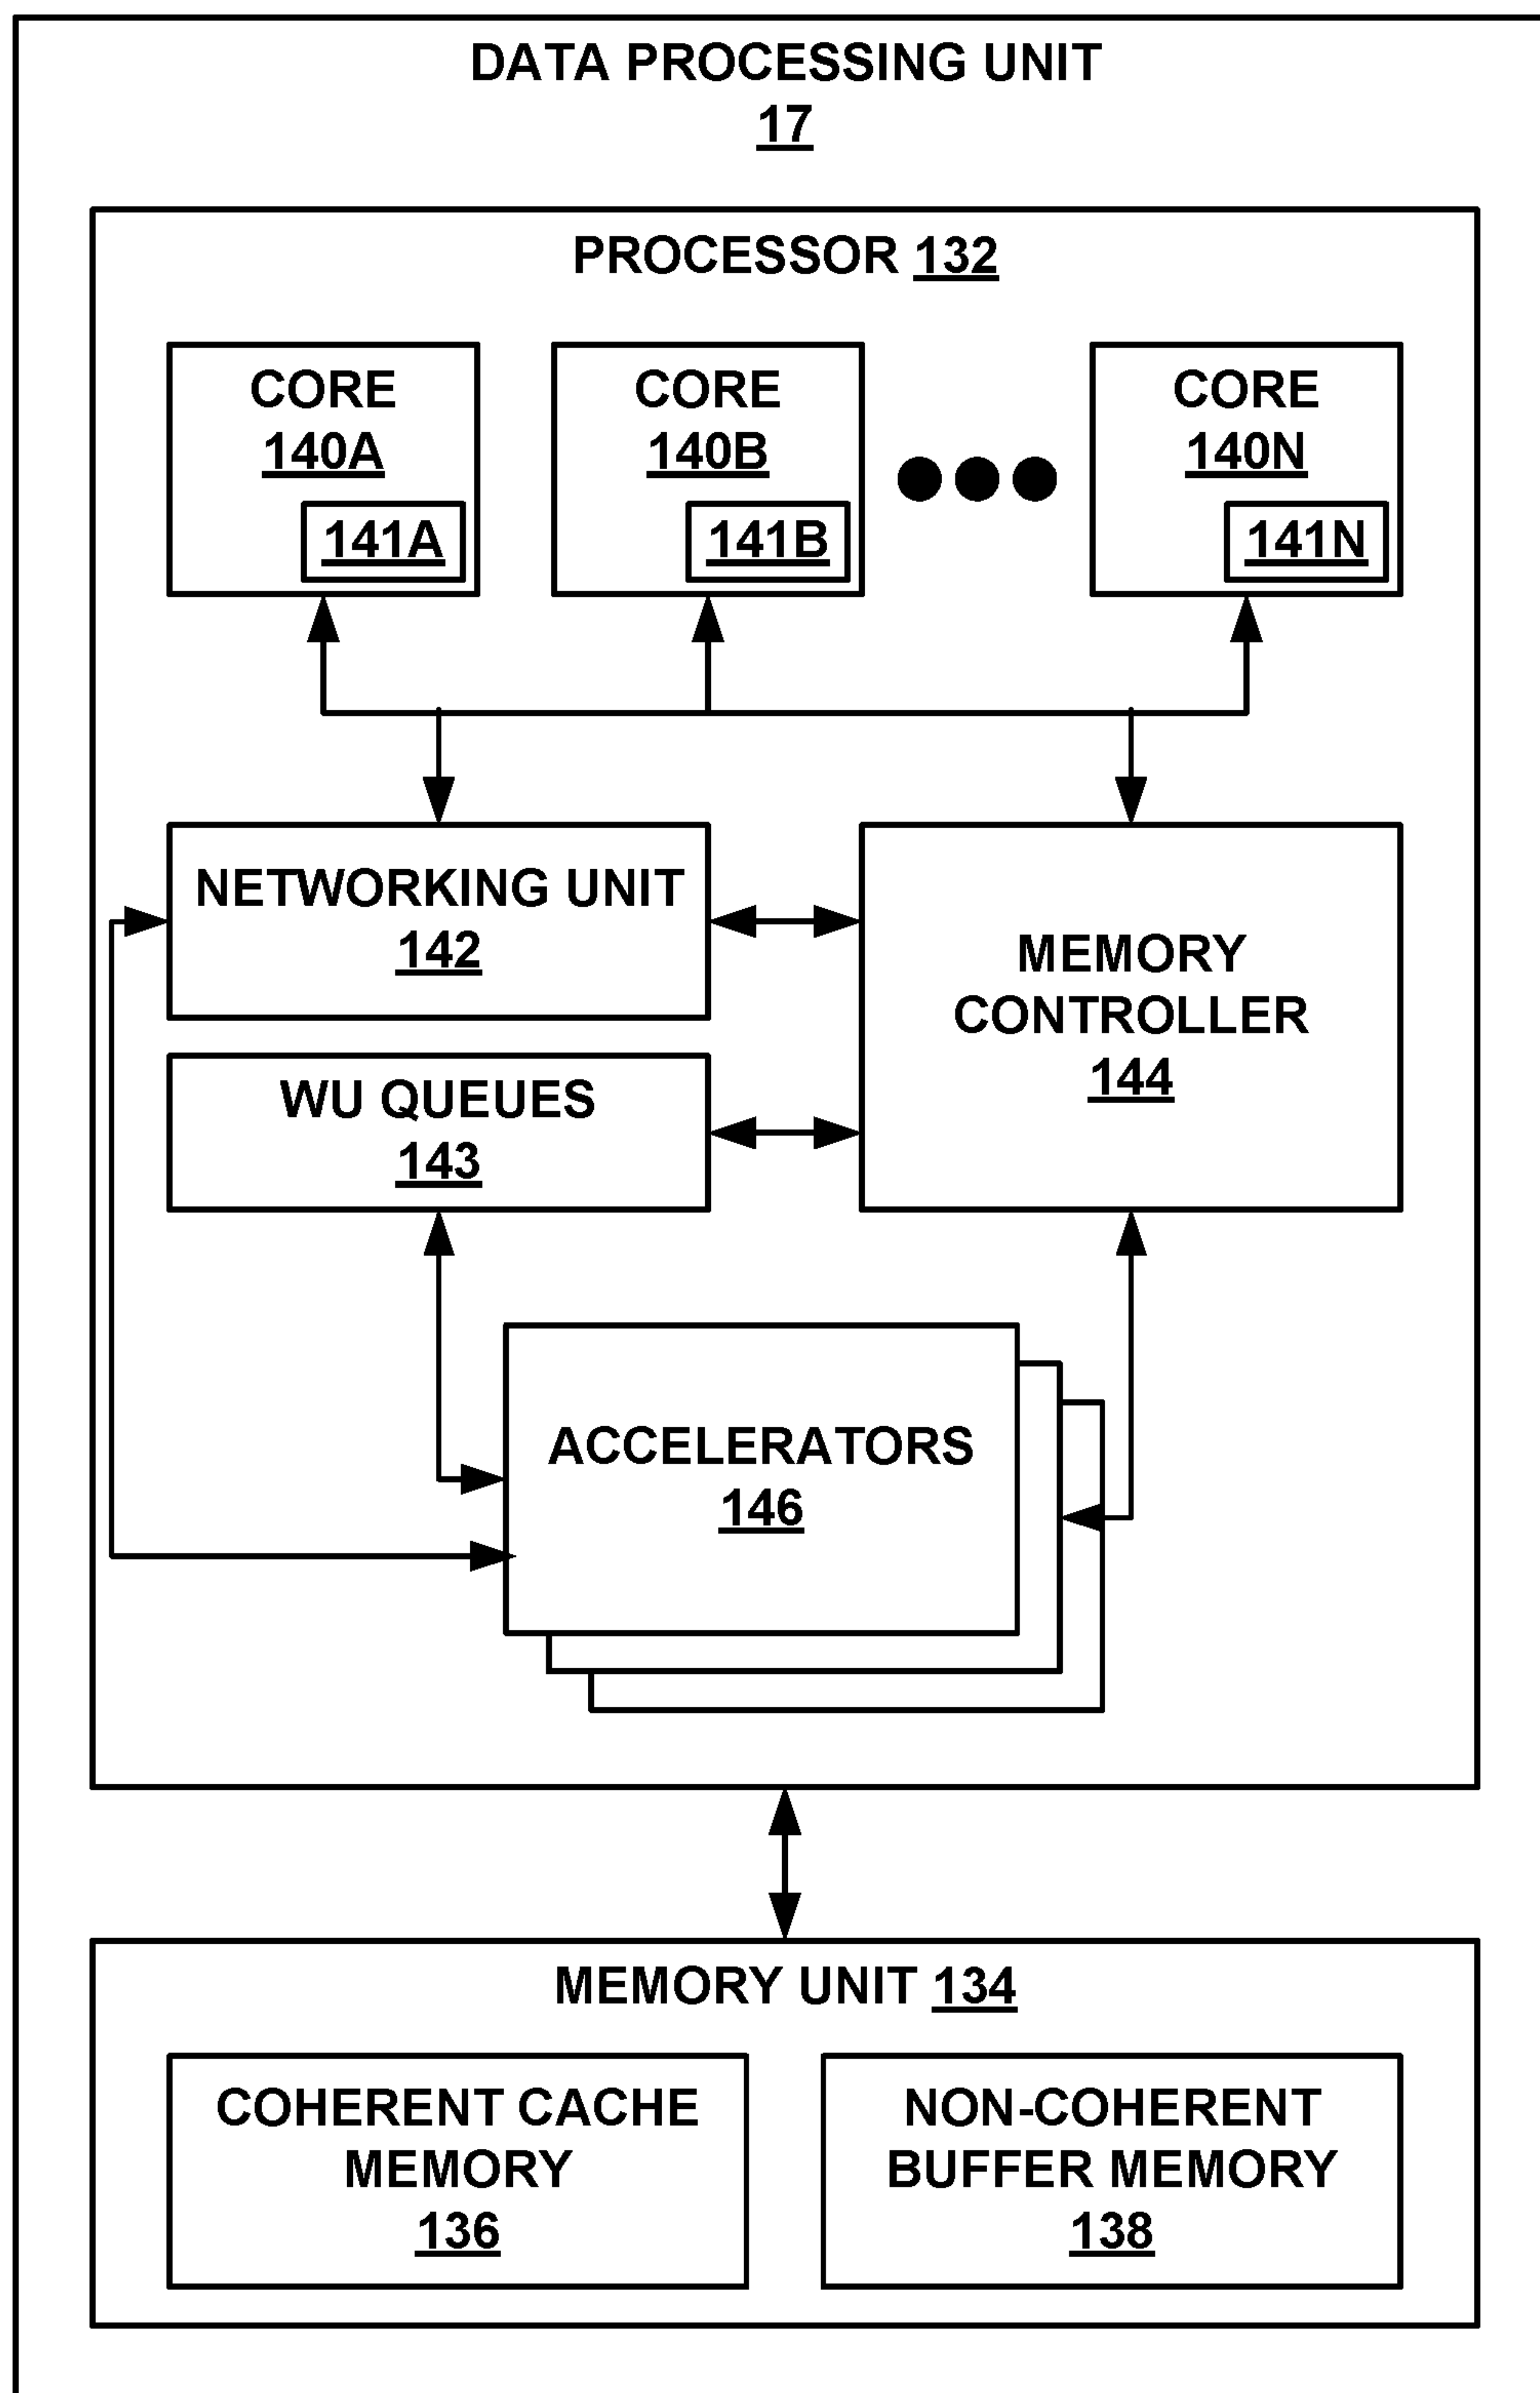 DATA PROCESSING UNIT
17
PROCESSOR 132
CORE
140A
141A
CORE
140B
141B
CORE
140N
141N
NETWORKING UNIT
142
MEMORY
CONTROLLER
144
WU QUEUES
143
ACCELERATORS
146
MEMORY UNIT 134
COHERENT CACHE
MEMORY
136
NON-COHERENT
BUFFER MEMORY
138